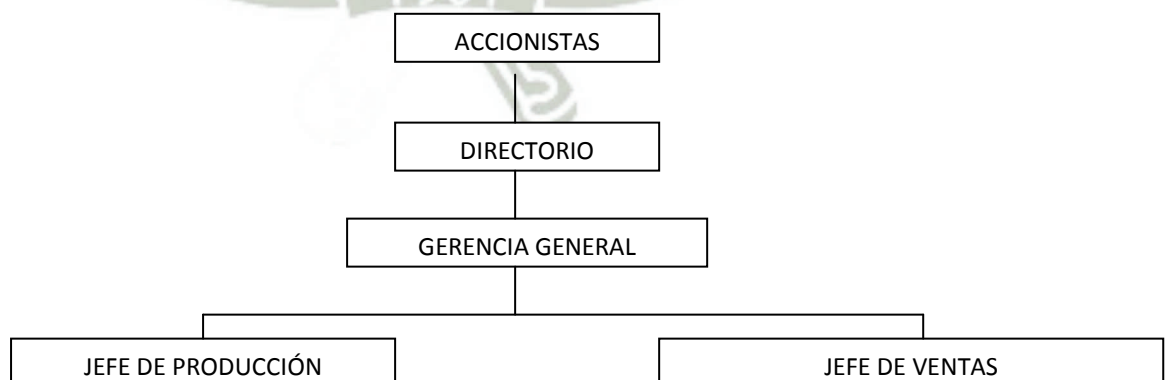 ACCIONISTAS
DIRECTORIO
GERENCIA GENERAL
JEFE DE PRODUCCIÓN
JEFE DE VENTAS